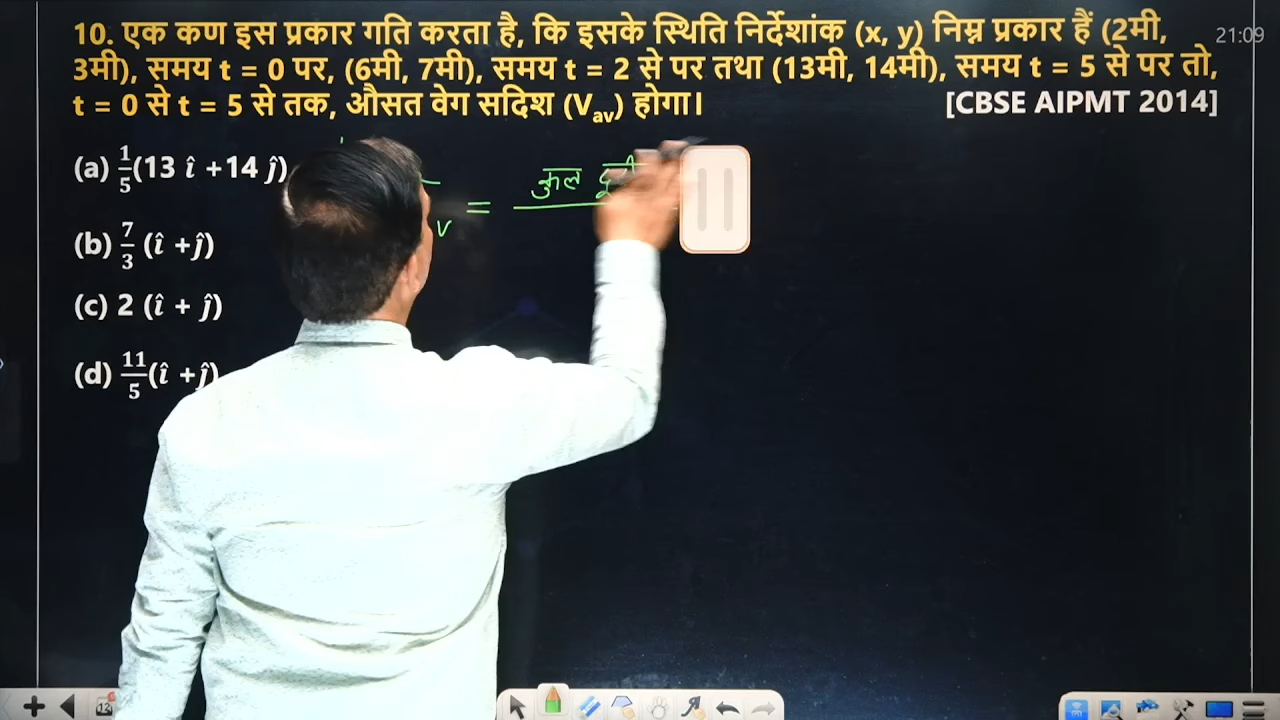 10. एक कण इस प्रकार गति करता है, कि इसके स्थिति निर्देशांक (x, y) निम्न प्रकार हैं (2मी,
21:09
3मी), समय t = 0 पर, (6मी, 7मी), समय t = 2 से पर तथा (13मी, 14मी), समय t = 5 से पर तो,
t = 0 से t = 5 से तक, औसत वेग सदिश (Vav) होगा।
[CBSE AIPMT 2014]
(a) 1/5(13 î +14 ĵ)
(b) 7/3 (î +ĵ)
(c) 2 (î + ĵ)
(d) 11/5(î +ĵ)
v = कुल
12